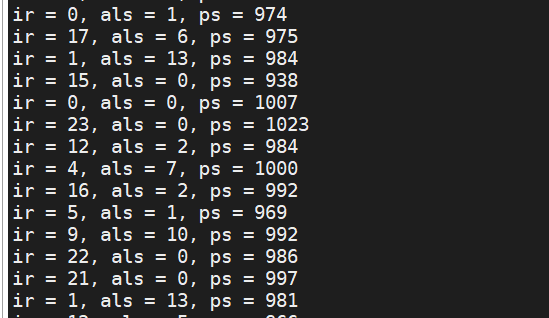 ir = 0, als = 1, ps = 974
ir = 17, als = 6, ps = 975
ir = 1, als = 13, ps = 984
ir = 15, als = 0, ps = 938
ir = 0, als = 0, ps = 1007
ir = 23, als = 0, ps = 1023
ir = 12, als = 2, ps = 984
ir = 4, als = 7, ps = 1000
ir = 16, als = 2, ps = 992
ir = 5, als = 1, ps = 969
ir = 9, als = 10, ps = 992
ir = 22, als = 0, ps = 986
ir = 21, als = 0, ps = 997
ir = 1, als = 13, ps = 981